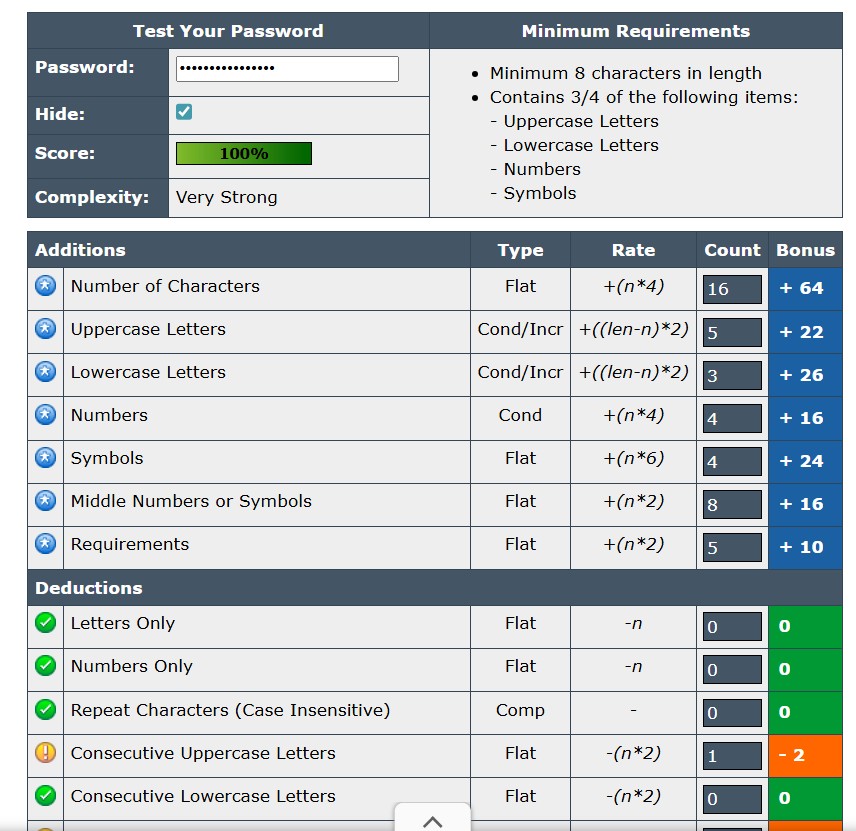 Test Your Password
Minimum Requirements
Password: ••••••••••••••••
Hide:
Score: 100%
Complexity: Very Strong
• Minimum 8 characters in length
• Contains 3/4 of the following items:
- Uppercase Letters
- Lowercase Letters
- Numbers
- Symbols
Additions Type Rate Count Bonus
Number of Characters Flat +(n*4) 16 + 64
Uppercase Letters Cond/Incr +((len-n)*2) 5 + 22
Lowercase Letters Cond/Incr +((len-n)*2) 3 + 26
Numbers Cond +(n*4) 4 + 16
Symbols Flat +(n*6) 4 + 24
Middle Numbers or Symbols Flat +(n*2) 8 + 16
Requirements Flat +(n*2) 5 + 10
Deductions
Letters Only Flat -n 0 0
Numbers Only Flat -n 0 0
Repeat Characters (Case Insensitive) Comp - 0 0
Consecutive Uppercase Letters Flat -(n*2) 1 - 2
Consecutive Lowercase Letters Flat -(n*2) 0 0